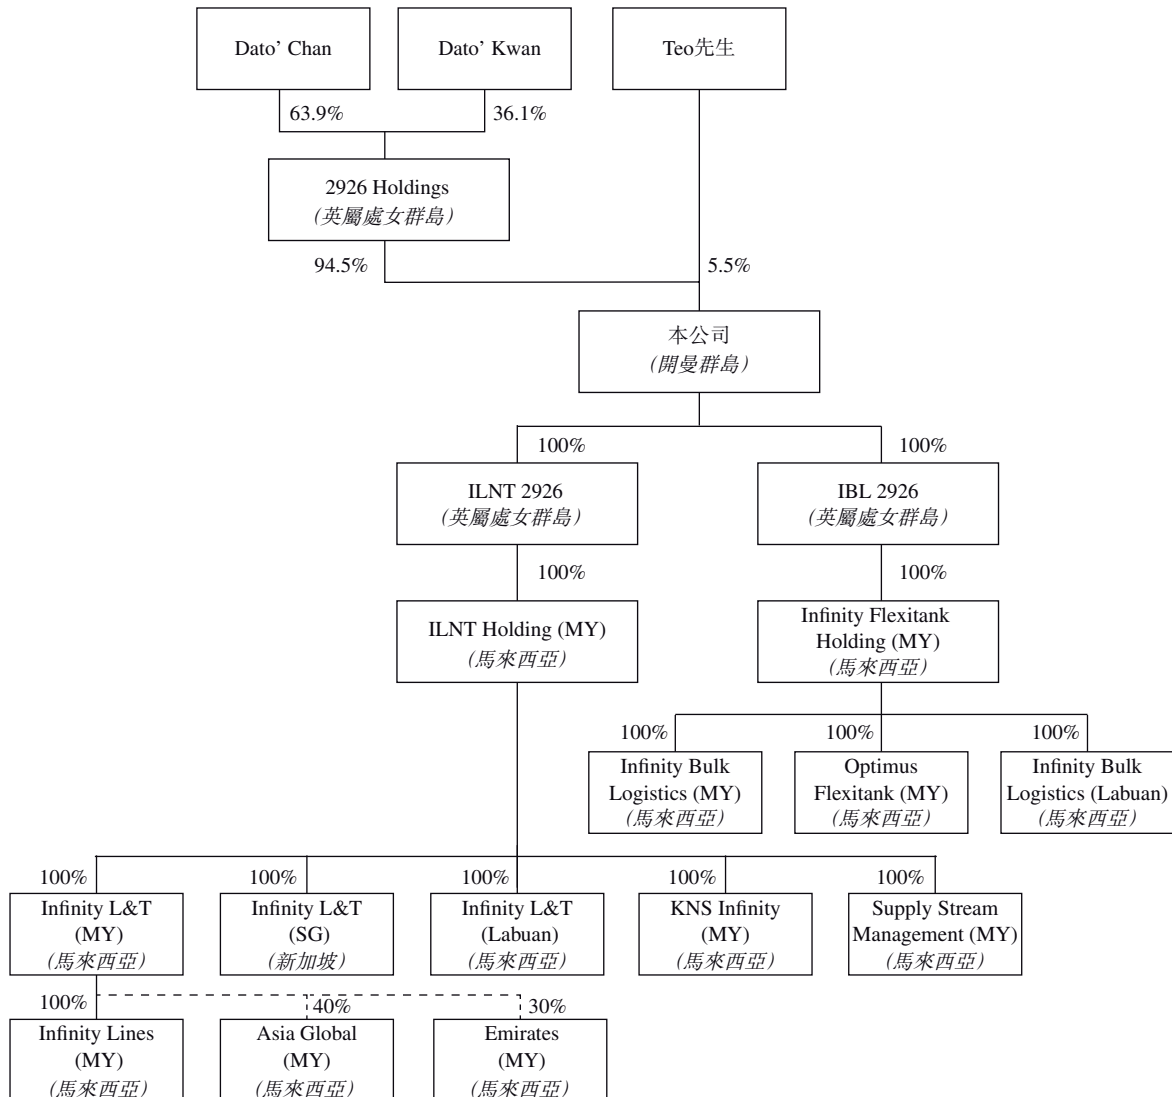 Dato' Chan
Dato' Kwan
Teo先生
63.9%
36.1%
2926 Holdings
(英屬處女群島)
94.5%
5.5%
本公司
(開曼群島)
100%
100%
ILNT 2926
(英屬處女群島)
IBL 2926
(英屬處女群島)
100%
100%
ILNT Holding (MY)
(馬來西亞)
Infinity Flexitank
Holding (MY)
(馬來西亞)
100%
100%
100%
Infinity Bulk
Logistics (MY)
(馬來西亞)
Optimus
Flexitank (MY)
(馬來西亞)
Infinity Bulk
Logistics (Labuan)
(馬來西亞)
100%
100%
100%
100%
100%
Infinity L&T
(MY)
(馬來西亞)
Infinity L&T
(SG)
(新加坡)
Infinity L&T
(Labuan)
(馬來西亞)
KNS Infinity
(MY)
(馬來西亞)
Supply Stream
Management (MY)
(馬來西亞)
100%
40%
30%
Infinity Lines
(MY)
(馬來西亞)
Asia Global
(MY)
(馬來西亞)
Emirates
(MY)
(馬來西亞)